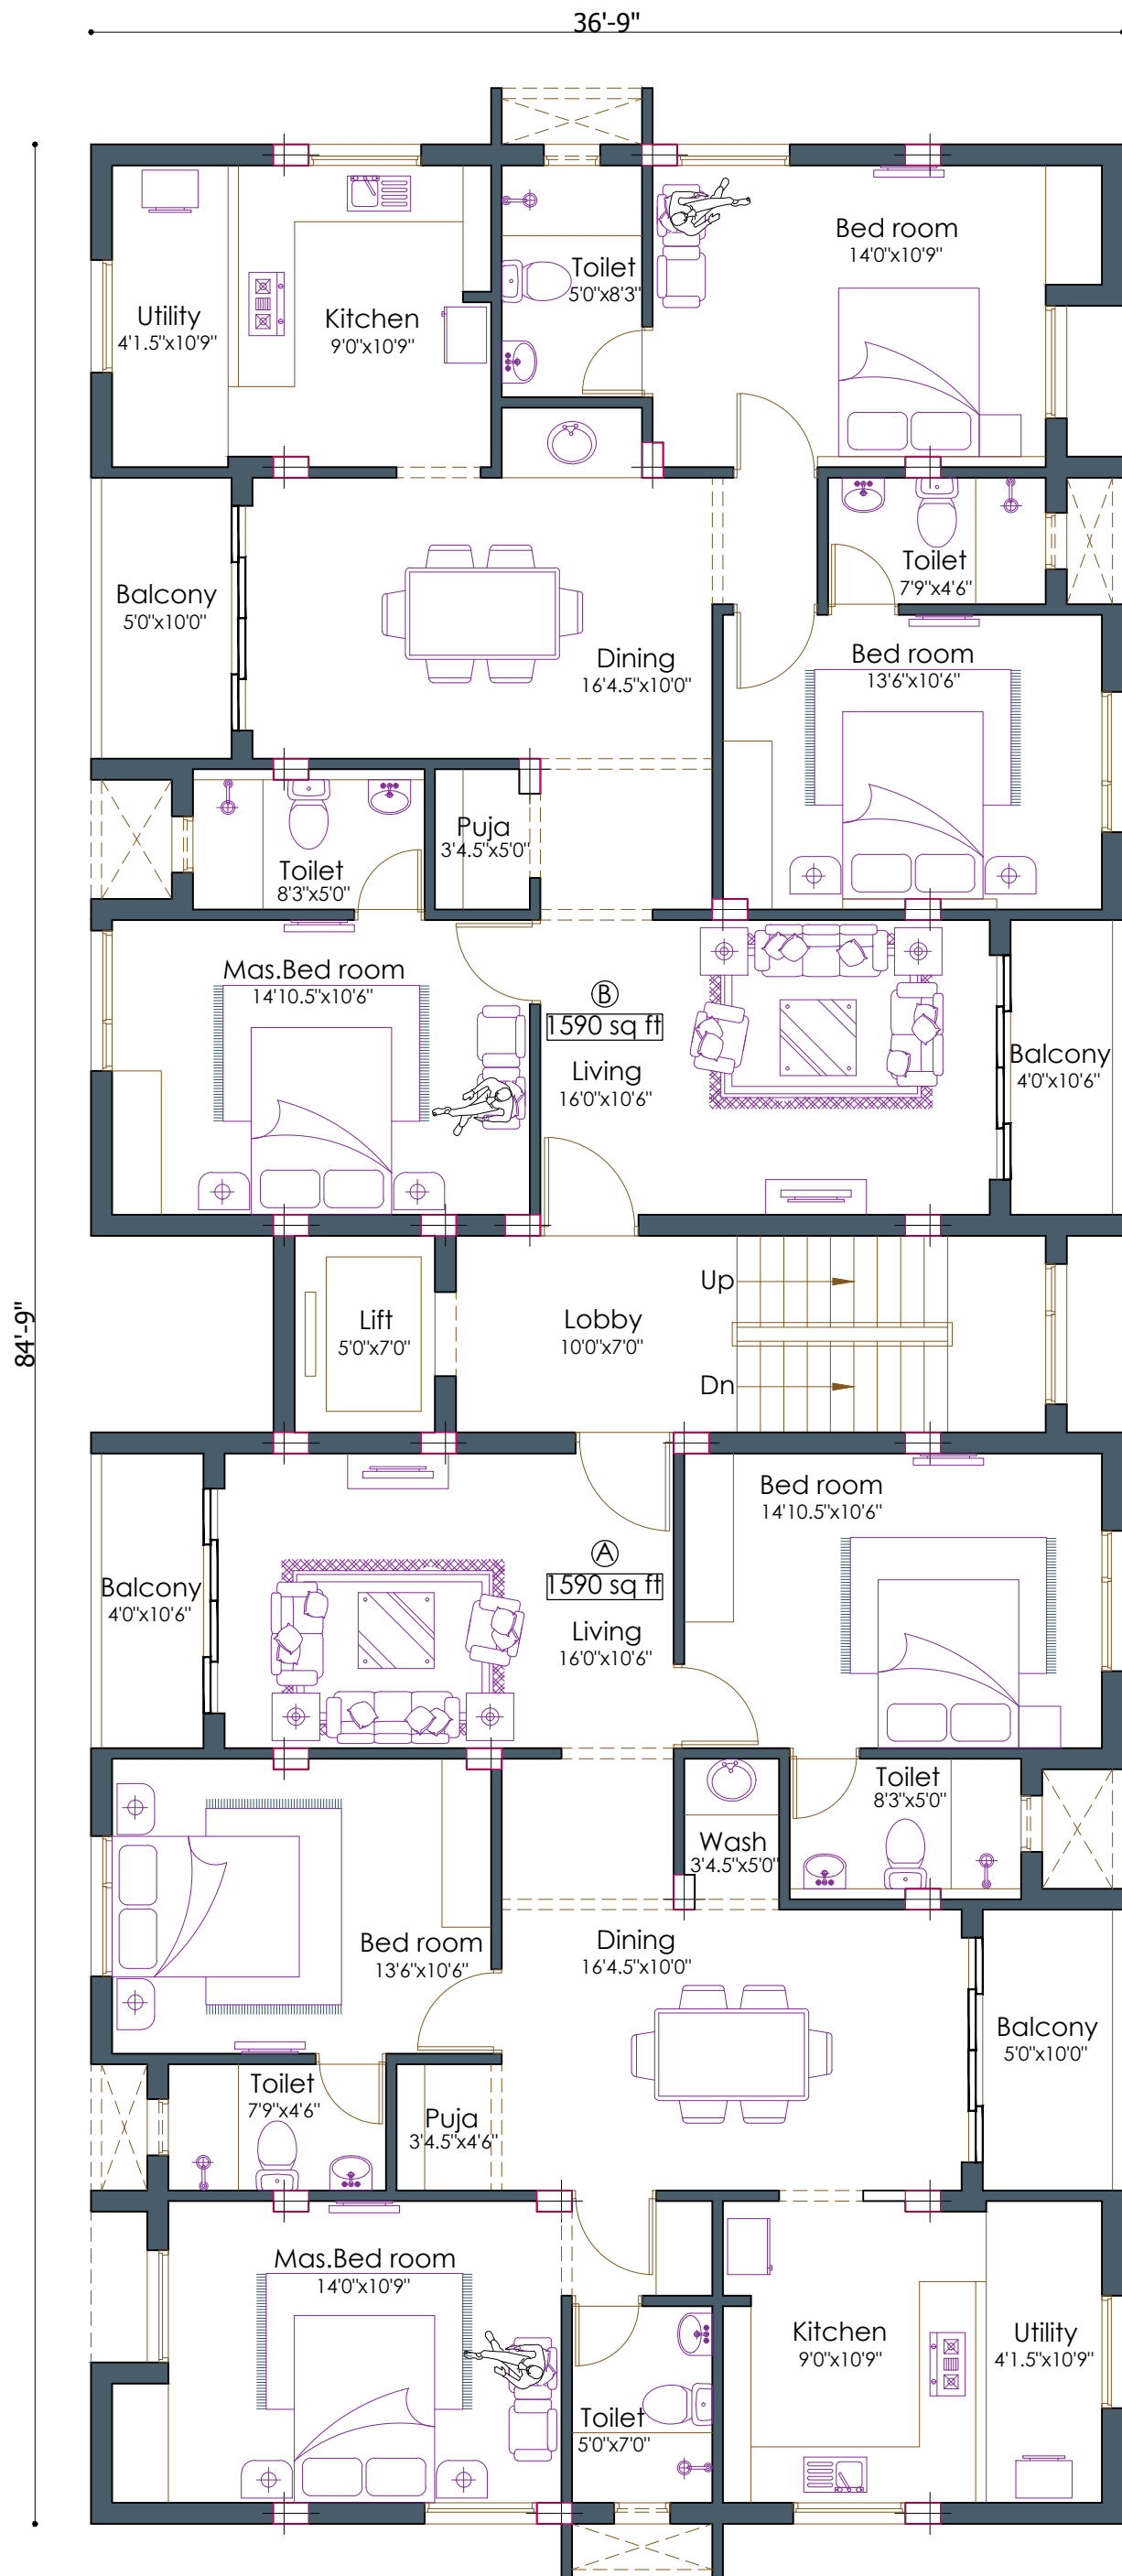 36'-9"
Bed room
14'0"x10'9"
Toilet
5'0"x8'3"
Utility
4'1.5"x10'9"
Kitchen
9'0"x10'9"
Toilet
7'9"x4'6"
Balcony
5'0"x10'0"
Dining
16'4.5"x10'0"
Bed room
13'6"x10'6"
Puja
3'4.5"x5'0"
Toilet
8'3"x5'0"
Mas.Bed room
14'10.5"x10'6"
B
1590 sq ft
Living
16'0"x10'6"
Balcony
4'0"x10'6"
84'-9"
Lift
5'0"x7'0"
Lobby
10'0"x7'0"
Up
Dn
Bed room
14'10.5"x10'6"
A
1590 sq ft
Balcony
4'0"x10'6"
Living
16'0"x10'6"
Toilet
8'3"x5'0"
Wash
3'4.5"x5'0"
Bed room
13'6"x10'6"
Dining
16'4.5"x10'0"
Balcony
5'0"x10'0"
Toilet
7'9"x4'6"
Puja
3'4.5"x4'6"
Mas.Bed room
14'0"x10'9"
Kitchen
9'0"x10'9"
Utility
4'1.5"x10'9"
Toilet
5'0"x7'0"